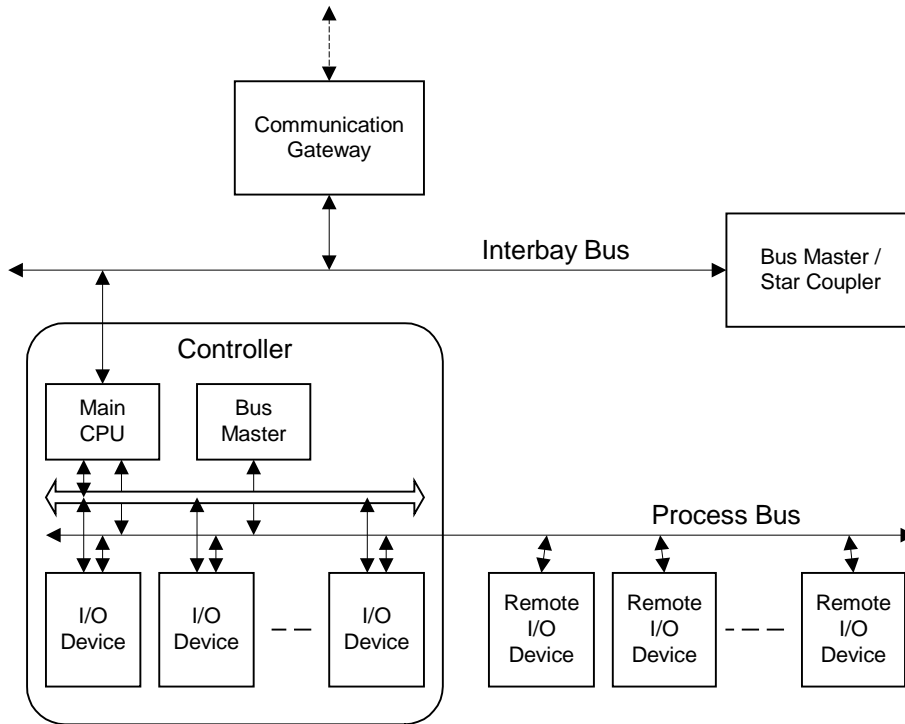 Communication
Gateway
Interbay Bus
Bus Master /
Star Coupler
Controller
Main
CPU
Bus
Master
Process Bus
I/O
Device
I/O
Device
I/O
Device
Remote
I/O
Device
Remote
I/O
Device
Remote
I/O
Device